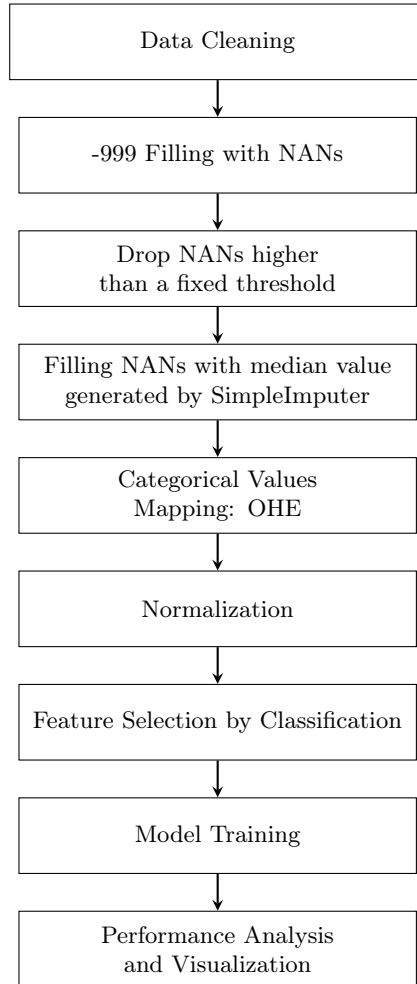 Data Cleaning
-999 Filling with NANs
Drop NANs higher
than a fixed threshold
Filling NANs with median value
generated by SimpleImputer
Categorical Values
Mapping: OHE
Normalization
Feature Selection by Classification
Model Training
Performance Analysis
and Visualization